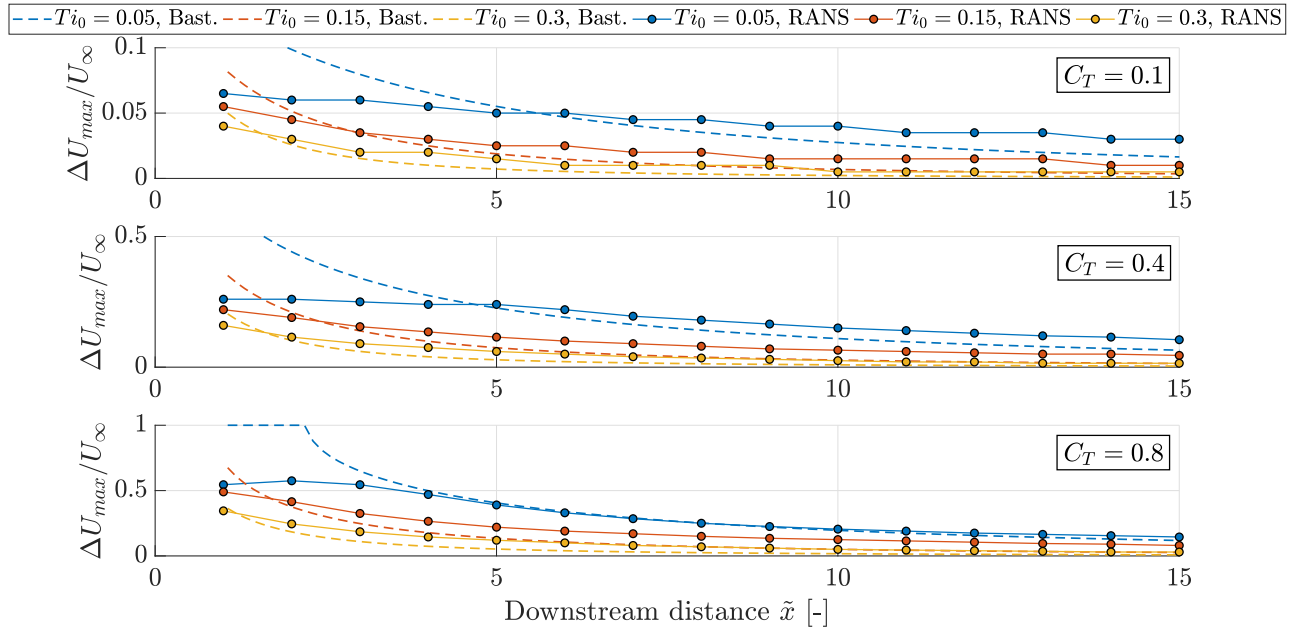 Ti₀ = 0.05, Bast. Ti₀ = 0.15, Bast. Ti₀ = 0.3, Bast. Ti₀ = 0.05, RANS Ti₀ = 0.15, RANS Ti₀ = 0.3, RANS
0.1
C_T = 0.1
0.05
ΔU_max/U_∞
0
0 5 10 15
0.5
C_T = 0.4
ΔU_max/U_∞
0
0 5 10 15
1
C_T = 0.8
0.5
ΔU_max/U_∞
0
0 5 10 15
Downstream distance x̃ [-]